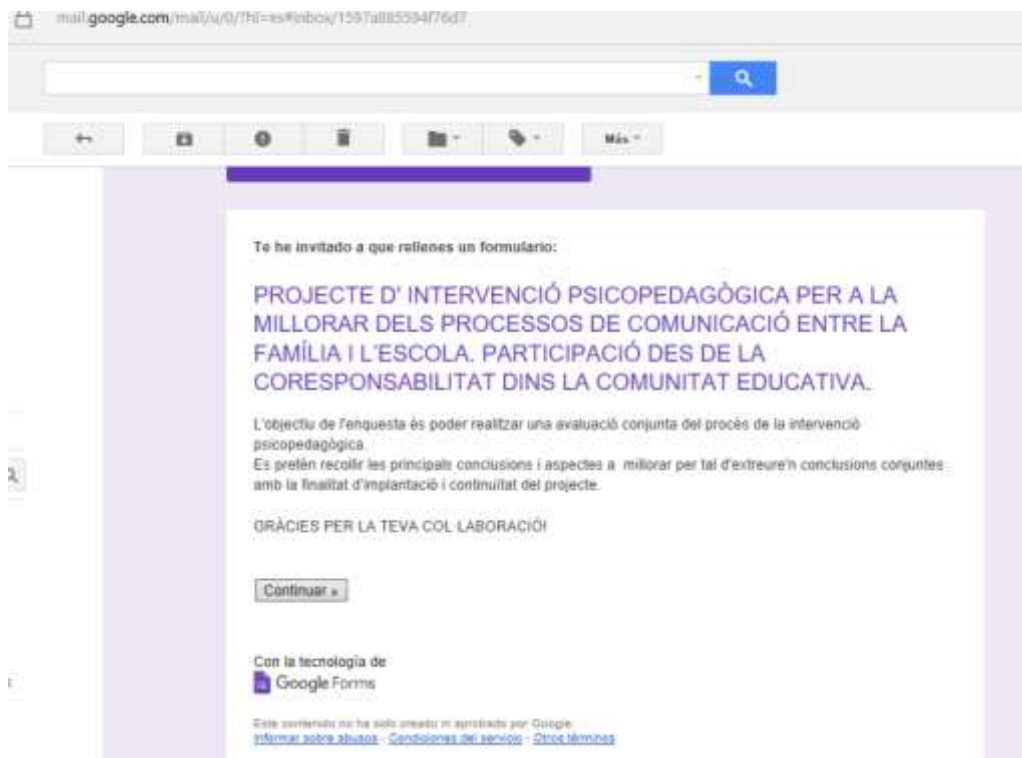 mail.google.com/mail/u/0/?hl=es#inbox/1597a885594f76d7
Más
Te he invitado a que rellenes un formulario:
PROJECTE D' INTERVENCIÓ PSICOPEDAGÒGICA PER A LA
MILLORAR DELS PROCESSOS DE COMUNICACIÓ ENTRE LA
FAMÍLIA I L'ESCOLA. PARTICIPACIÓ DES DE LA
CORESPONSABILITAT DINS LA COMUNITAT EDUCATIVA.
L'objectiu de l'enquesta és poder realitzar una avaluació conjunta del procès de la intervenció
psicopedagògica.
Es pretén recollir les principals conclusions i aspectes a millorar per tal d'extreure'n conclusions conjuntes
amb la finalitat d'implantació i continuïtat del projecte.
GRÀCIES PER LA TEVA COL·LABORACIÓ!
Continuar »
Con la tecnología de
Google Forms
Este contenido no ha sido creado ni aprobado por Google.
Informar sobre abusos - Condiciones del servicio - Otros términos